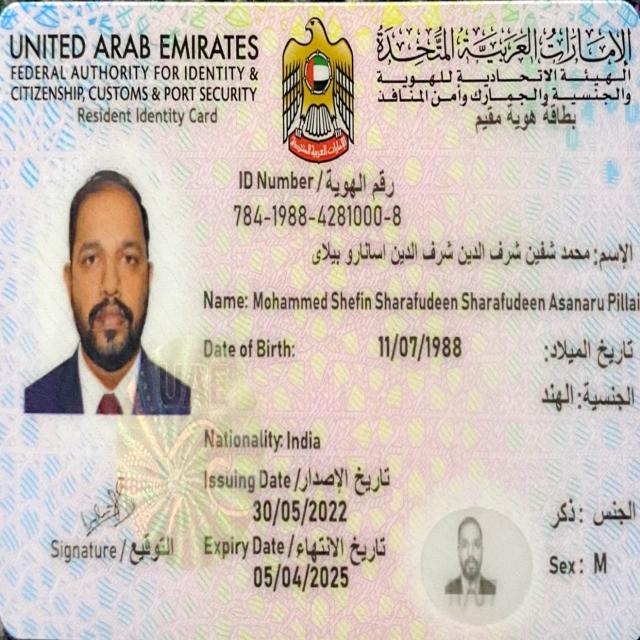 UNITED ARAB EMIRATES
FEDERAL AUTHORITY FOR IDENTITY &
CITIZENSHIP, CUSTOMS & PORT SECURITY
Resident Identity Card
الإمارات العربية المتحدة
الهيئة الاتحادية للهوية
والجنسية والجمارك وأمن المنافذ
بطاقة هوية مقيم
ID Number / رقم الهوية
784-1988-4281000-8
الإسم: محمد شفين شرف الدين شرف الدين اسانارو بيلاى
Name: Mohammed Shefin Sharafudeen Sharafudeen Asanaru Pillai
Date of Birth: 11/07/1988 تاريخ الميلاد:
الجنسية: الهند
UAE
Nationality: India
Issuing Date / تاريخ الإصدار
30/05/2022
الجنس: ذكر
Signature / التوقيع
Expiry Date / تاريخ الانتهاء
05/04/2025
Sex: M